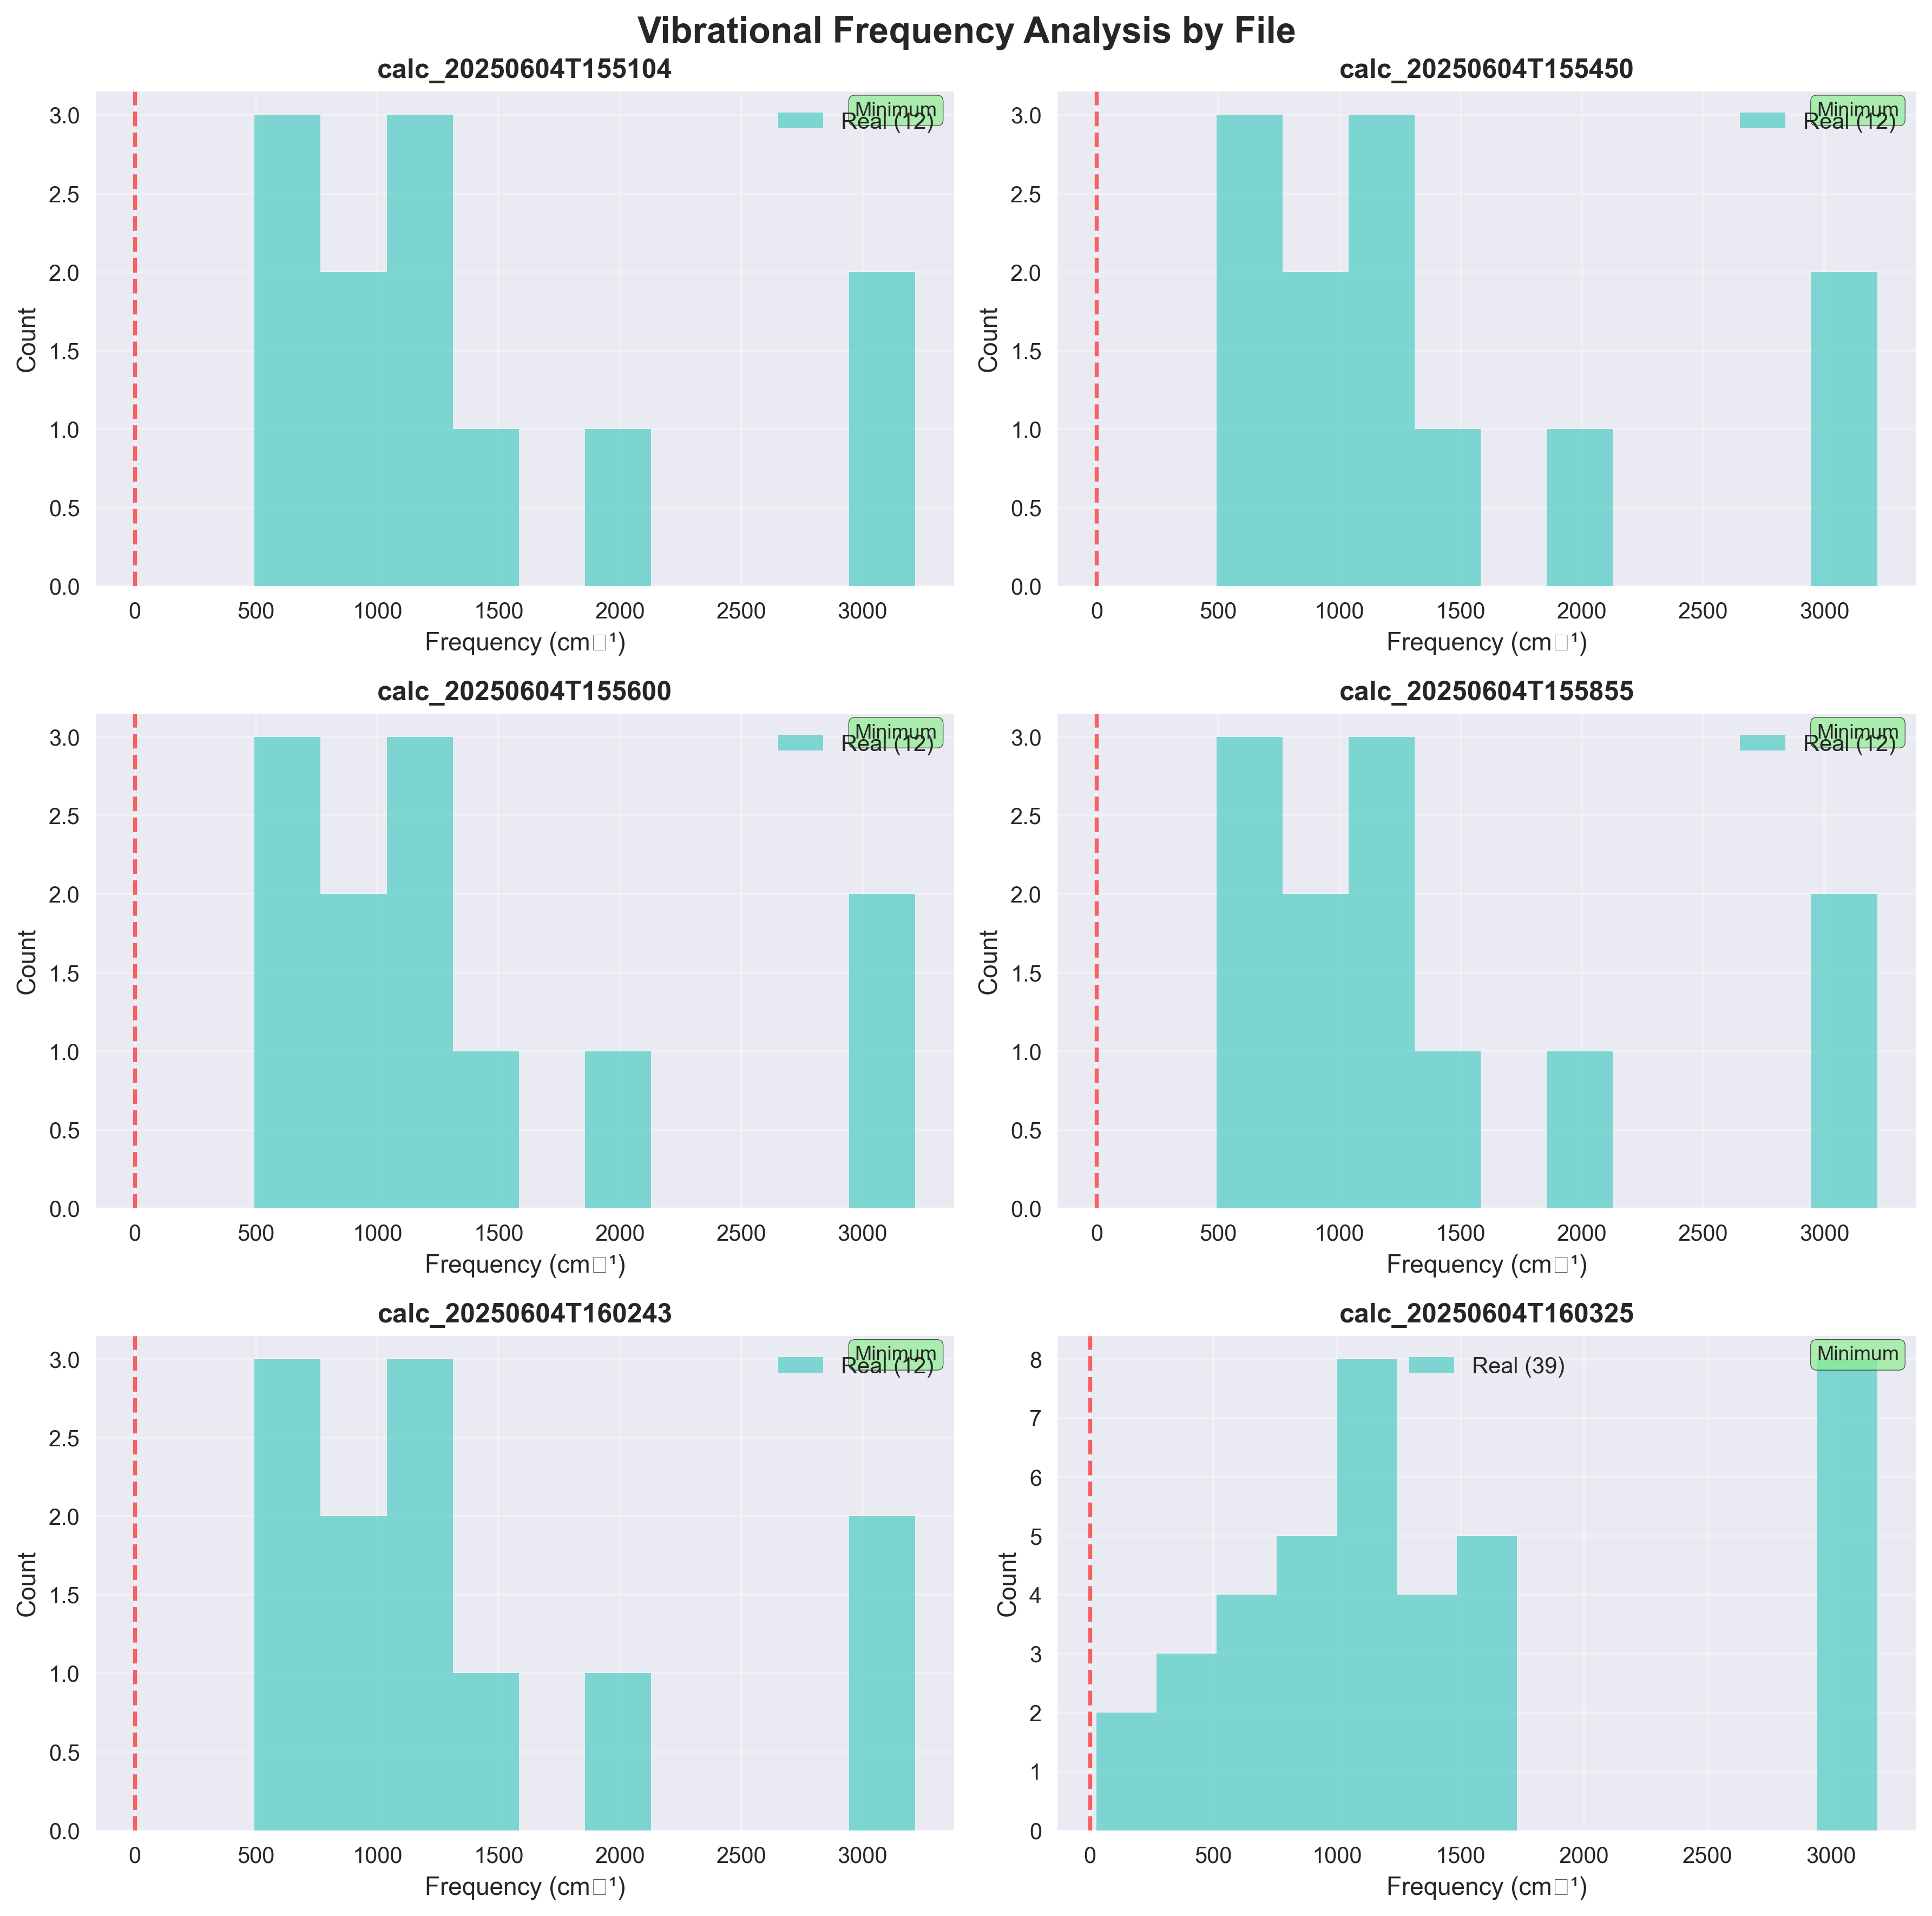 Vibrational Frequency Analysis by File
calc_20250604T155104
Minimum
Real (12)
3.0
2.5
2.0
1.5
1.0
0.5
0.0
Count
0 500 1000 1500 2000 2500 3000
Frequency (cm□¹)
calc_20250604T155450
Minimum
Real (12)
3.0
2.5
2.0
1.5
1.0
0.5
0.0
Count
0 500 1000 1500 2000 2500 3000
Frequency (cm□¹)
calc_20250604T155600
Minimum
Real (12)
3.0
2.5
2.0
1.5
1.0
0.5
0.0
Count
0 500 1000 1500 2000 2500 3000
Frequency (cm□¹)
calc_20250604T155855
Minimum
Real (12)
3.0
2.5
2.0
1.5
1.0
0.5
0.0
Count
0 500 1000 1500 2000 2500 3000
Frequency (cm□¹)
calc_20250604T160243
Minimum
Real (12)
3.0
2.5
2.0
1.5
1.0
0.5
0.0
Count
0 500 1000 1500 2000 2500 3000
Frequency (cm□¹)
calc_20250604T160325
Minimum
Real (39)
8
7
6
5
4
3
2
1
0
Count
0 500 1000 1500 2000 2500 3000
Frequency (cm□¹)